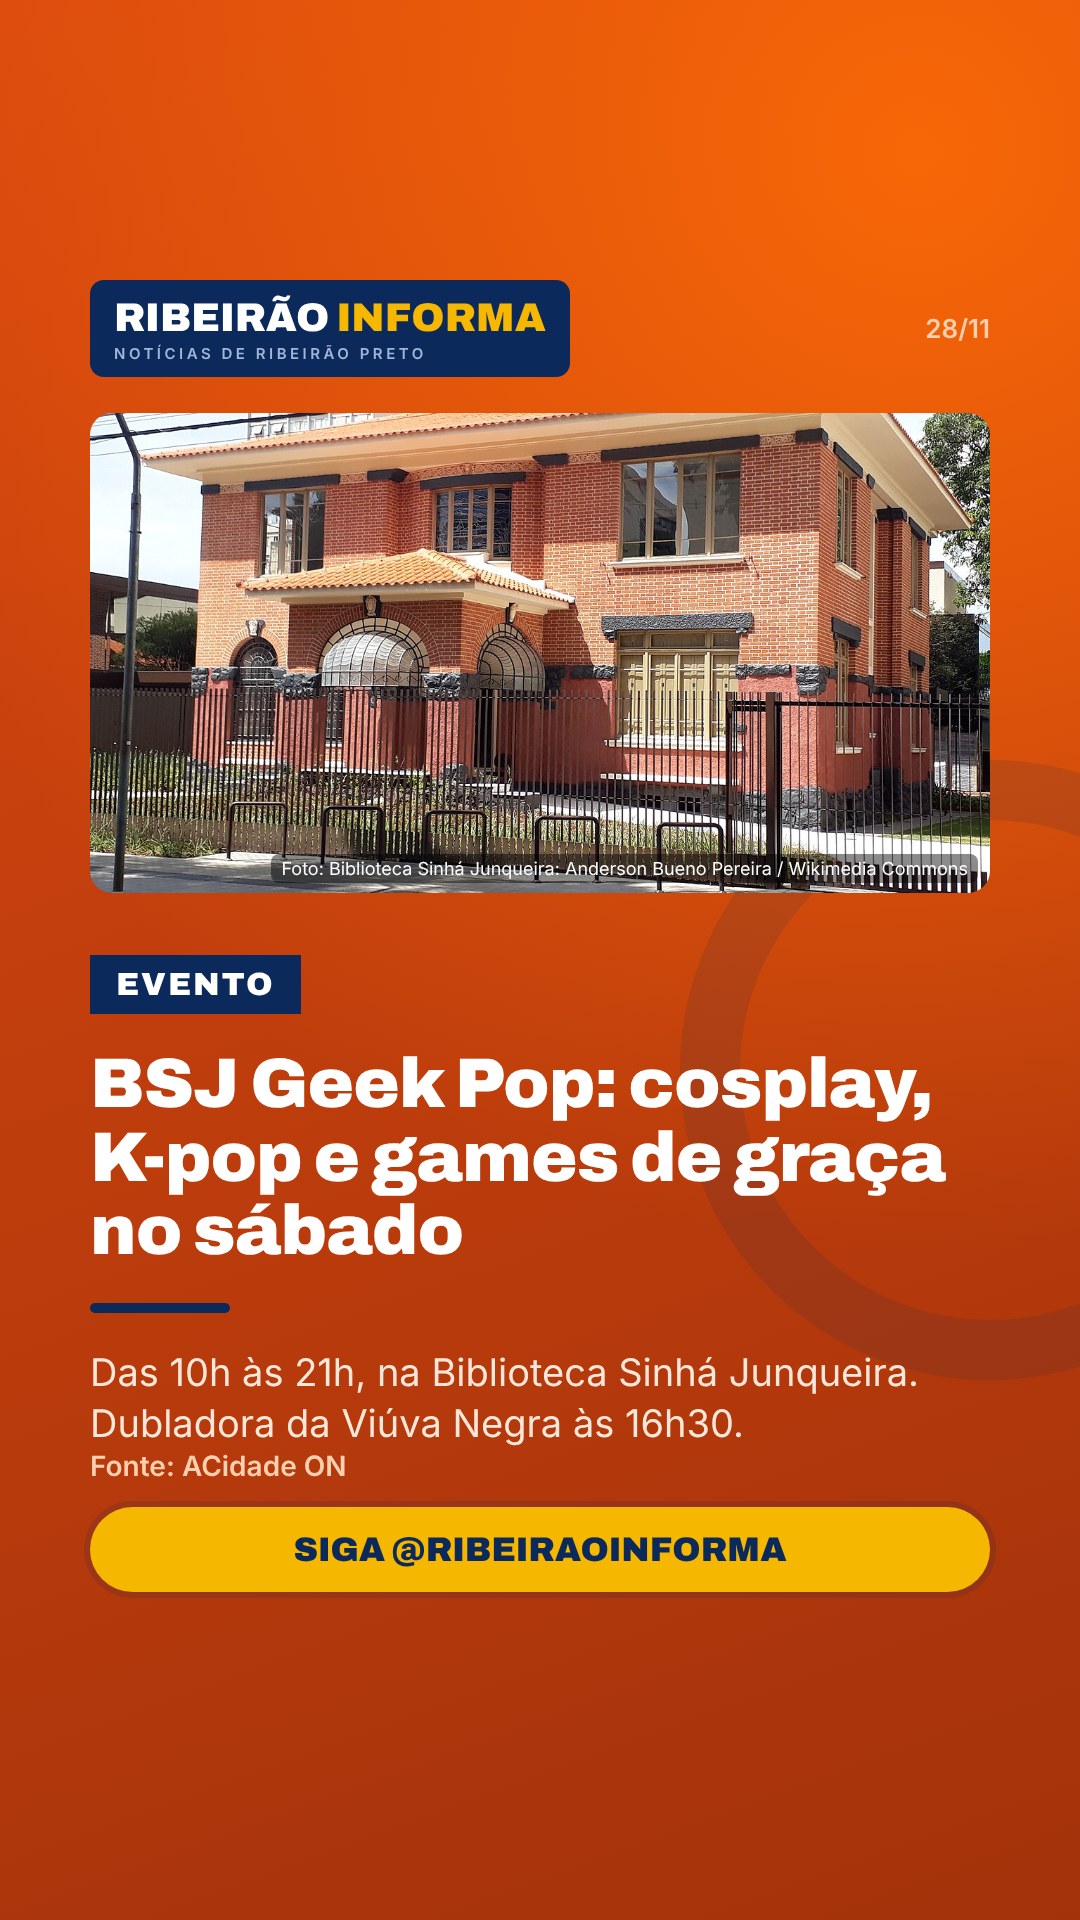 RIBEIRÃO INFORMA
NOTÍCIAS DE RIBEIRÃO PRETO
28/11
Foto: Biblioteca Sinhá Junqueira: Anderson Bueno Pereira / Wikimedia Commons
EVENTO
BSJ Geek Pop: cosplay,
K-pop e games de graça
no sábado
Das 10h às 21h, na Biblioteca Sinhá Junqueira.
Dubladora da Viúva Negra às 16h30.
Fonte: ACidade ON
SIGA @RIBEIRAOINFORMA